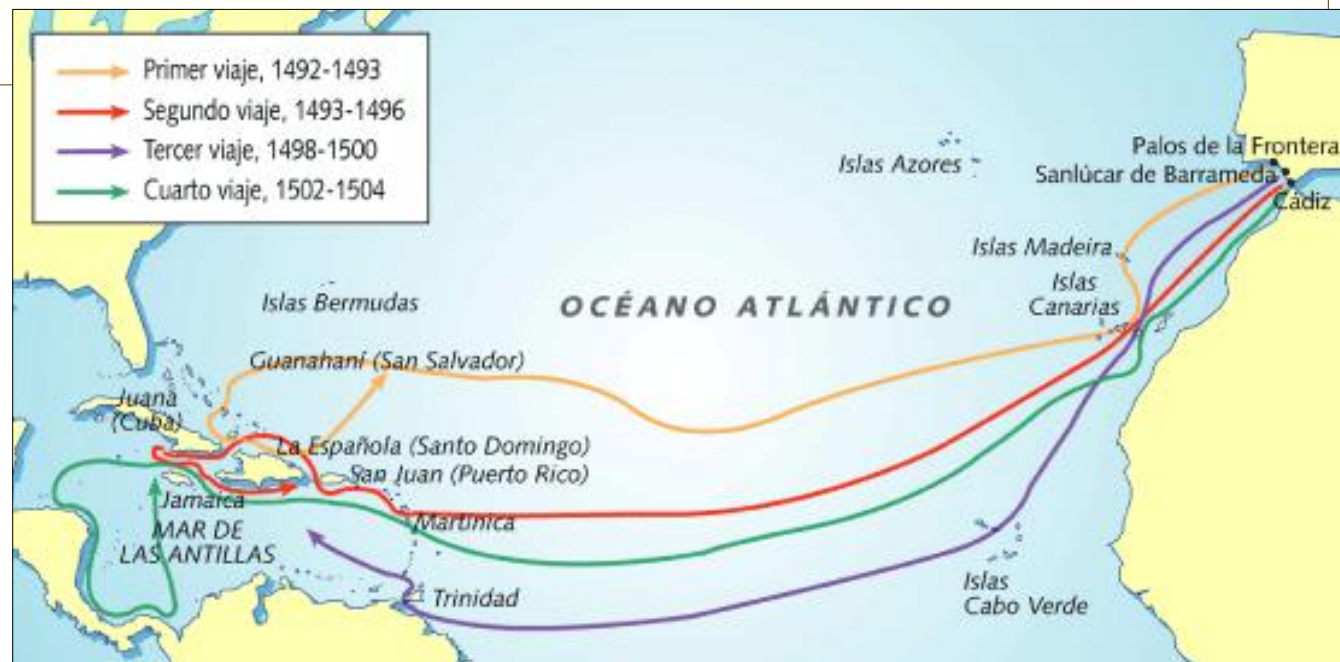 Primer viaje, 1492-1493
Segundo viaje, 1493-1496
Tercer viaje, 1498-1500
Cuarto viaje, 1502-1504
Palos de la Frontera
Islas Azores
Sanlúcar de Barrameda
Cádiz
Islas Madeira
Islas
Canarias
Islas Bermudas
OCÉANO ATLÁNTICO
Guanahaní (San Salvador)
Juana
(Cuba)
La Española (Santo Domingo)
San Juan (Puerto Rico)
Jamaica
Martinica
MAR DE
LAS ANTILLAS
Trinidad
Islas
Cabo Verde